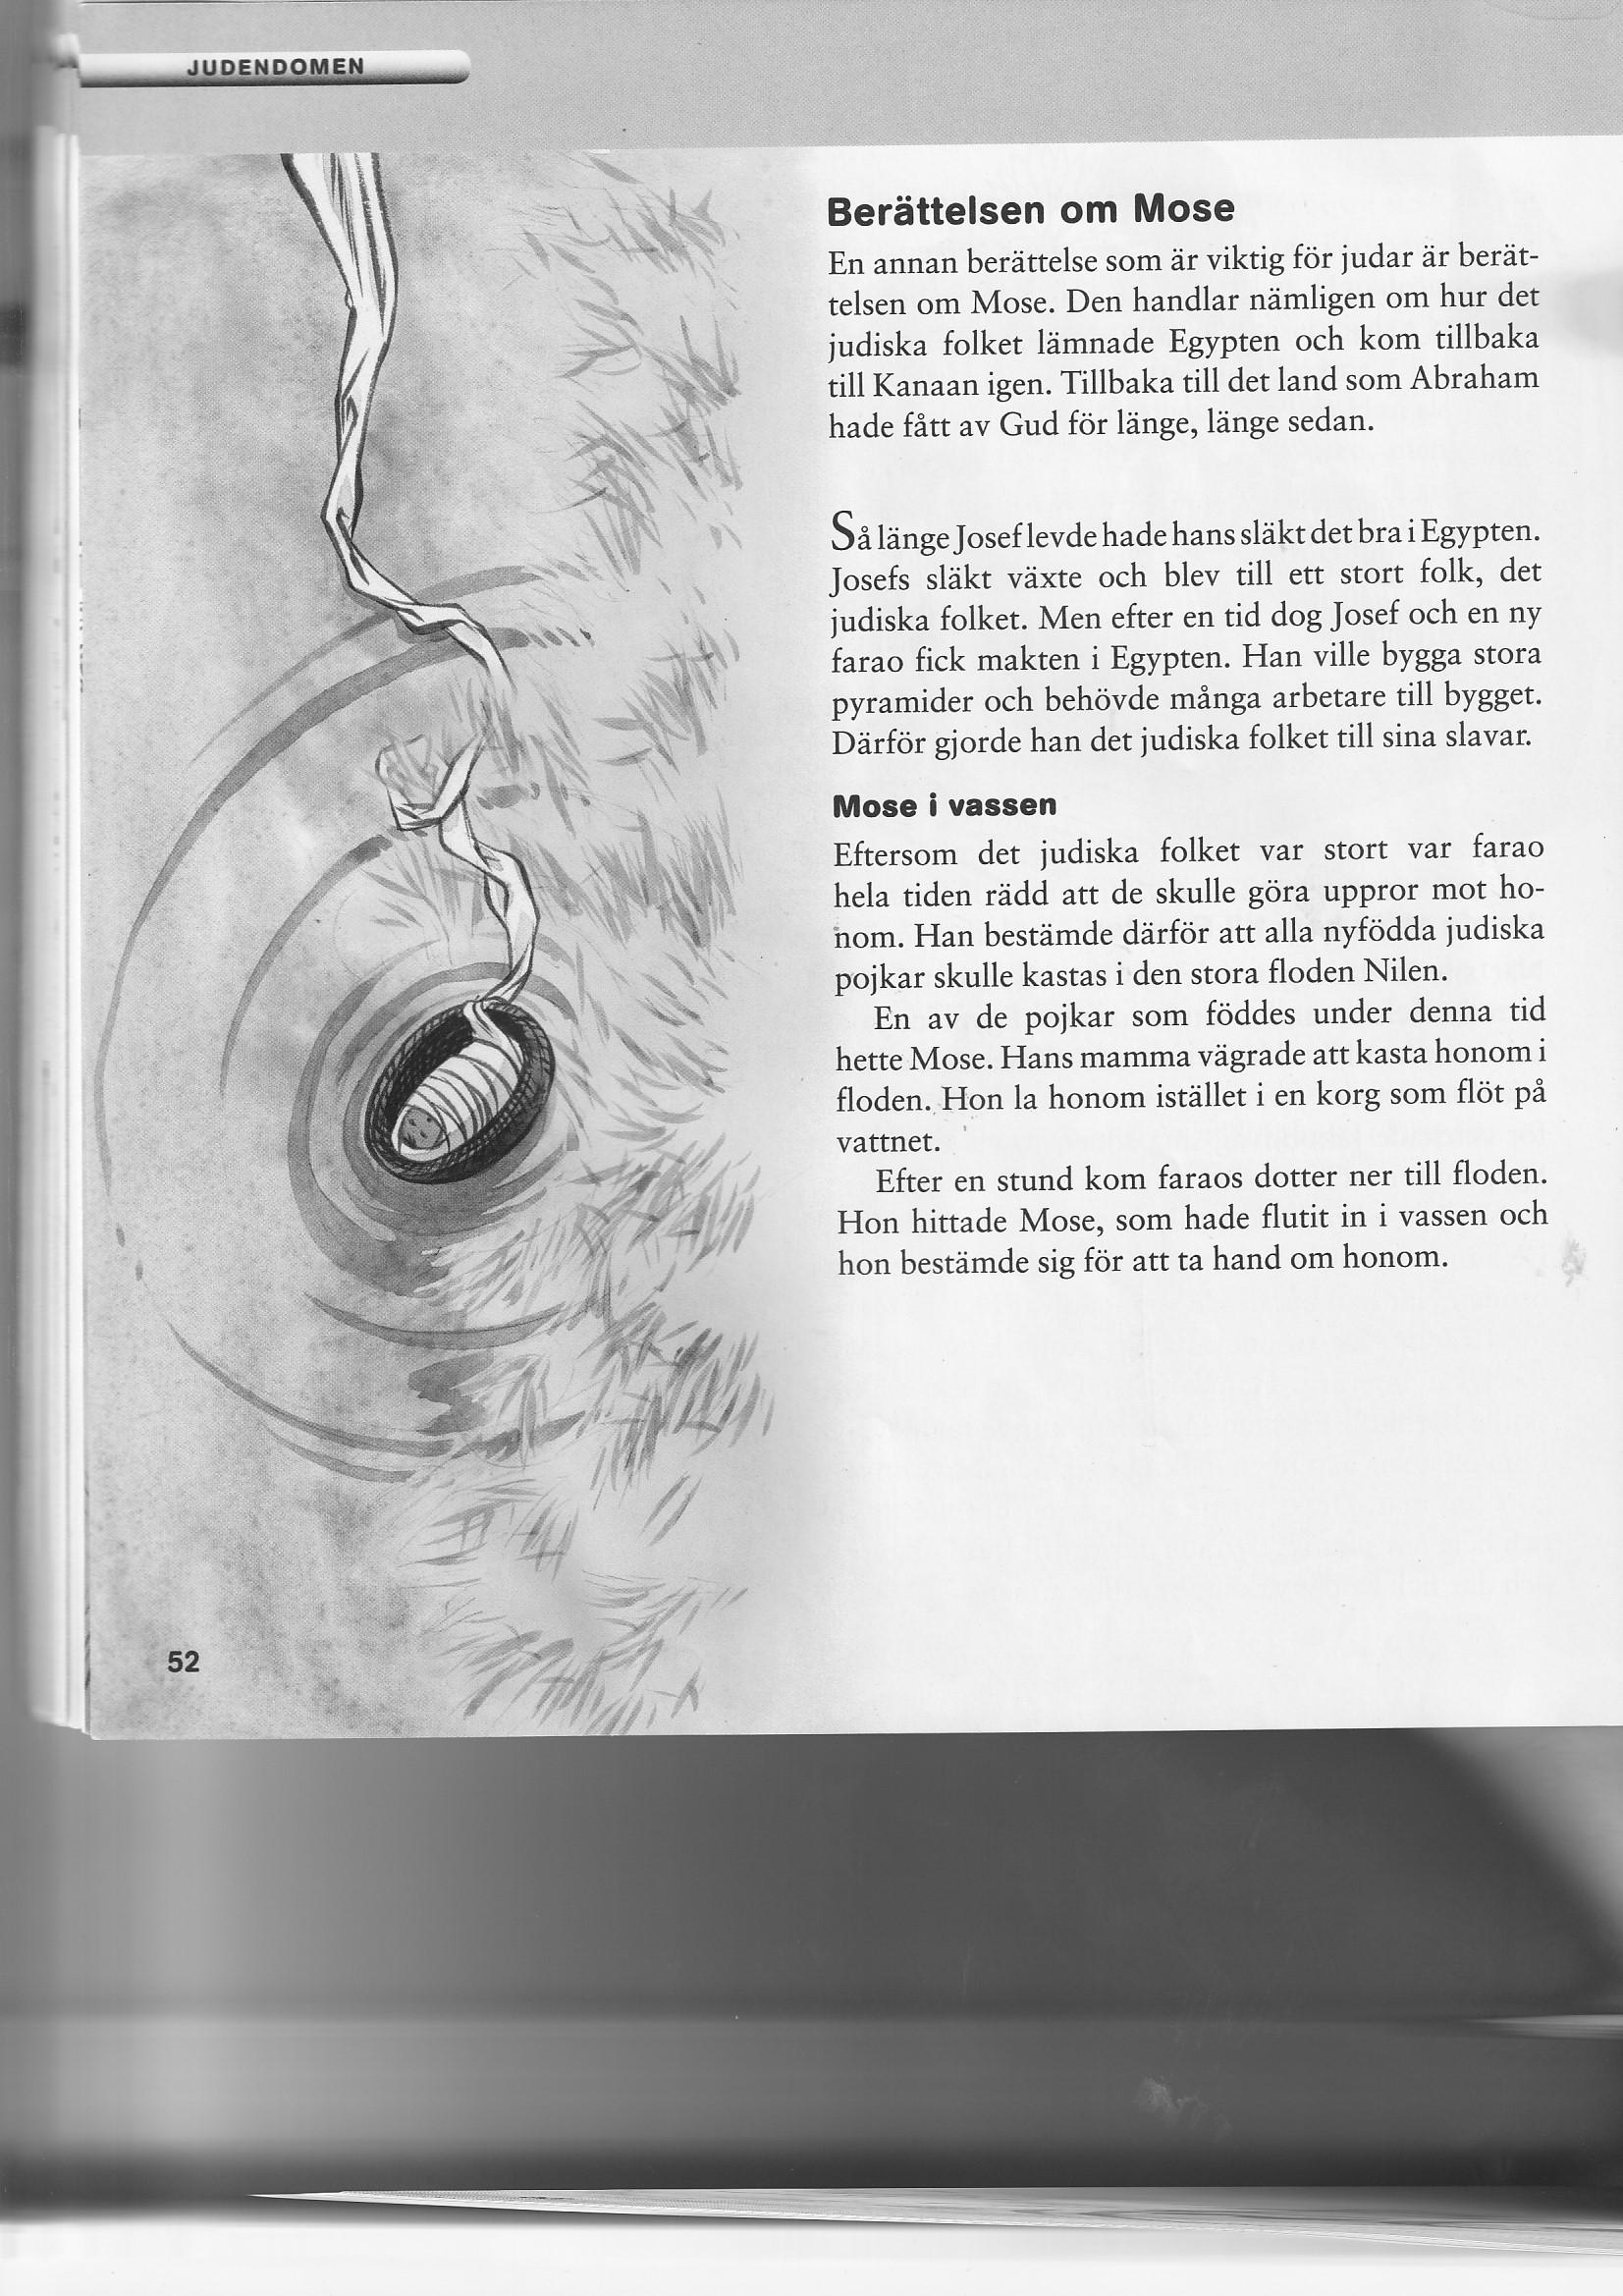 JUDENDOMEN
Berättelsen om Mose
En annan berättelse som är viktig för judar är berät-
telsen om Mose. Den handlar nämligen om hur det
judiska folket lämnade Egypten och kom tillbaka
till Kanaan igen. Tillbaka till det land som Abraham
hade fått av Gud för länge, länge sedan.
Så länge Josef levde hade hans släkt det bra i Egypten.
Josefs släkt växte och blev till ett stort folk, det
judiska folket. Men efter en tid dog Josef och en ny
farao fick makten i Egypten. Han ville bygga stora
pyramider och behövde många arbetare till bygget.
Därför gjorde han det judiska folket till sina slavar.
Mose i vassen
Eftersom det judiska folket var stort var farao
hela tiden rädd att de skulle göra uppror mot ho-
nom. Han bestämde därför att alla nyfödda judiska
pojkar skulle kastas i den stora floden Nilen.
En av de pojkar som föddes under denna tid
hette Mose. Hans mamma vägrade att kasta honom i
floden. Hon la honom istället i en korg som flöt på
vattnet.
Efter en stund kom faraos dotter ner till floden.
Hon hittade Mose, som hade flutit in i vassen och
hon bestämde sig för att ta hand om honom.
52